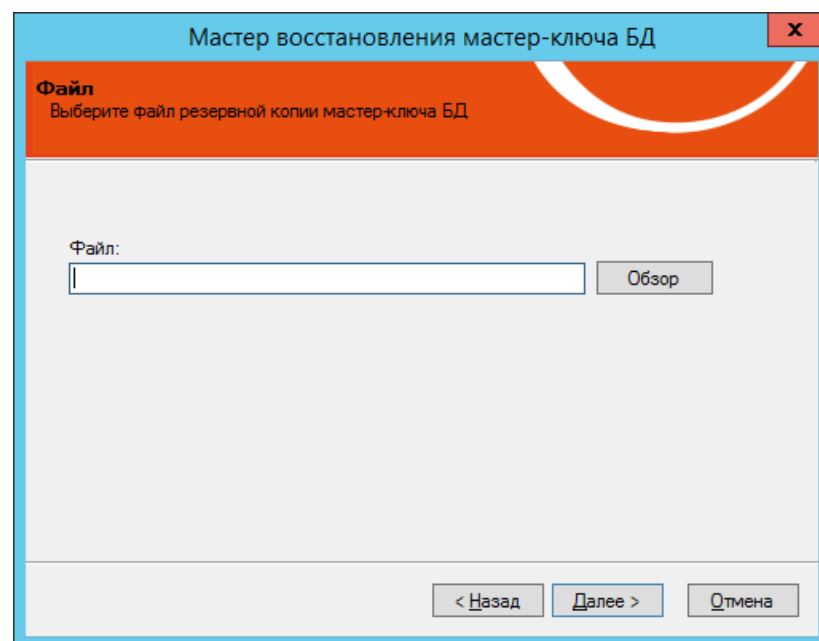 Мастер восстановления мастер-ключа БД
x
Файл
Выберите файл резервной копии мастер-ключа БД
Файл:
Обзор
< Назад
Далее >
Отмена